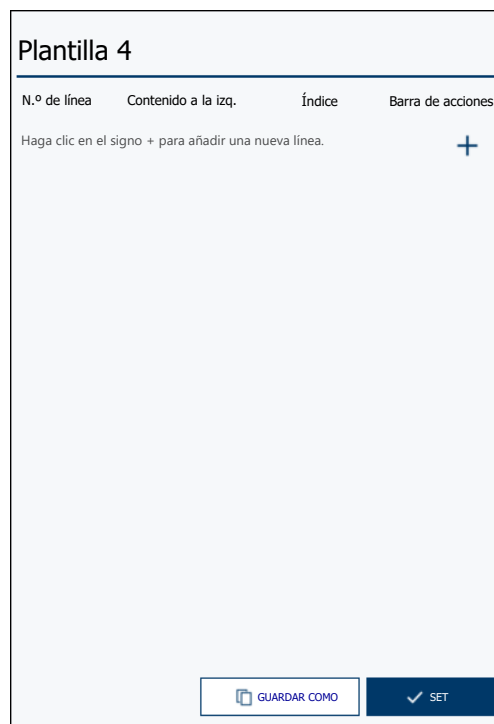 Plantilla 4
N.º de línea Contenido a la izq. Índice Barra de acciones
Haga clic en el signo + para añadir una nueva línea.
GUARDAR COMO SET